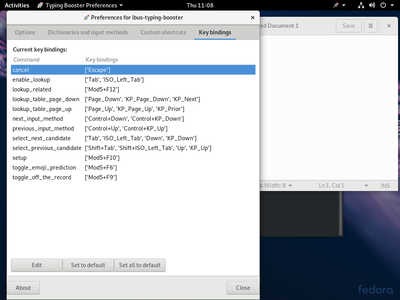 Activities Typing Booster Preferences Thu 11:08
Preferences for ibus-typing-booster
Options Dictionaries and input methods Custom shortcuts Key bindings
Current key bindings:
Command Key bindings
cancel ['Escape']
enable_lookup ['Tab', 'ISO_Left_Tab']
lookup_related ['Mod5+F12']
lookup_table_page_down ['Page_Down', 'KP_Page_Down', 'KP_Next']
lookup_table_page_up ['Page_Up', 'KP_Page_Up', 'KP_Prior']
next_input_method ['Control+Down', 'Control+KP_Down']
previous_input_method ['Control+Up', 'Control+KP_Up']
select_next_candidate ['Tab', 'ISO_Left_Tab', 'Down', 'KP_Down']
select_previous_candidate ['Shift+Tab', 'Shift+ISO_Left_Tab', 'Up', 'KP_Up']
setup ['Mod5+F10']
toggle_emoji_prediction ['Mod5+F6']
toggle_off_the_record ['Mod5+F9']
Edit Set to default Set all to default
About Close
ed Document 1 Save
Width: 8 Ln 1, Col 1 INS
fedora